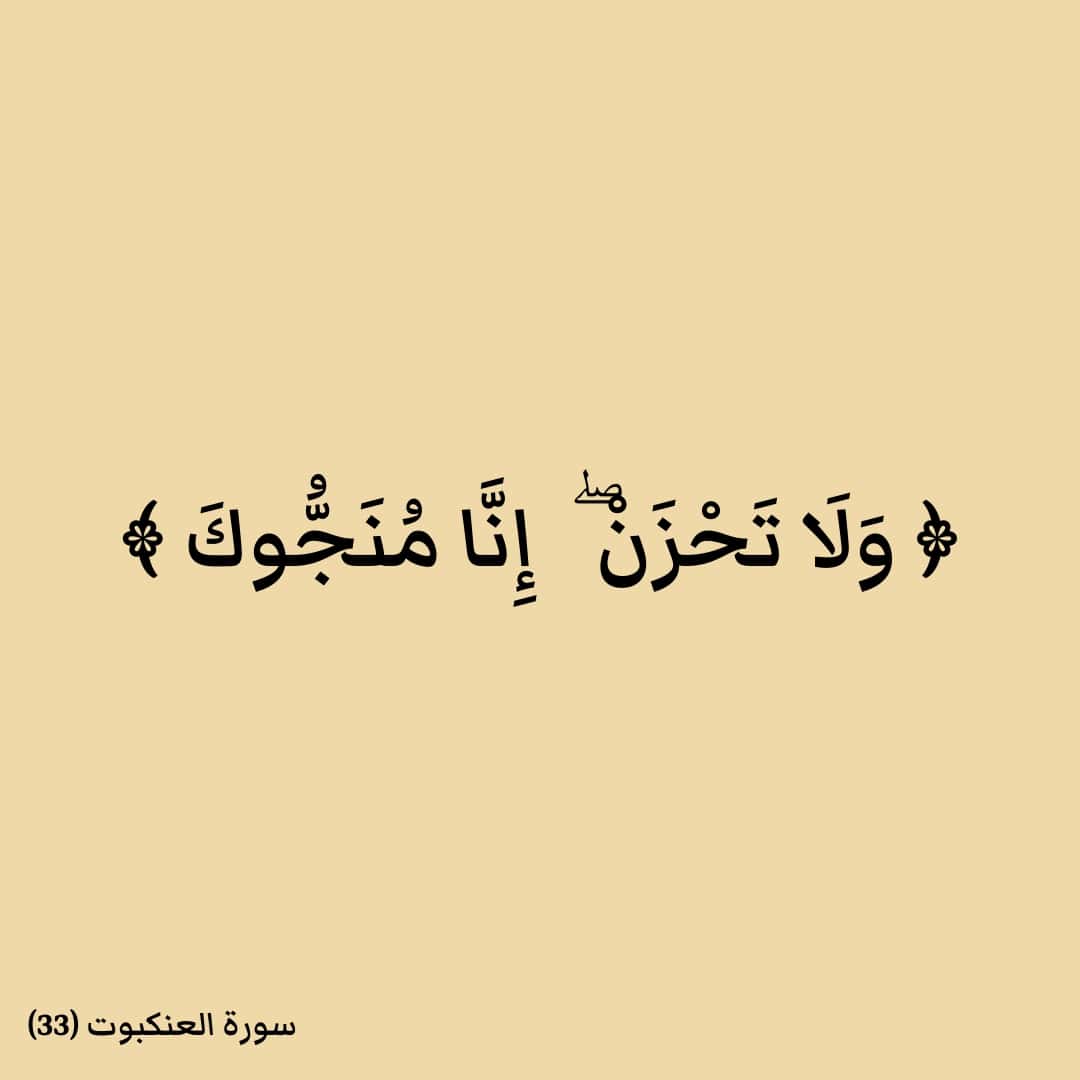 ﴿ وَلَا تَحْزَنْ ۖ إِنَّا مُنَجُّوكَ ﴾
سورة العنكبوت (33)